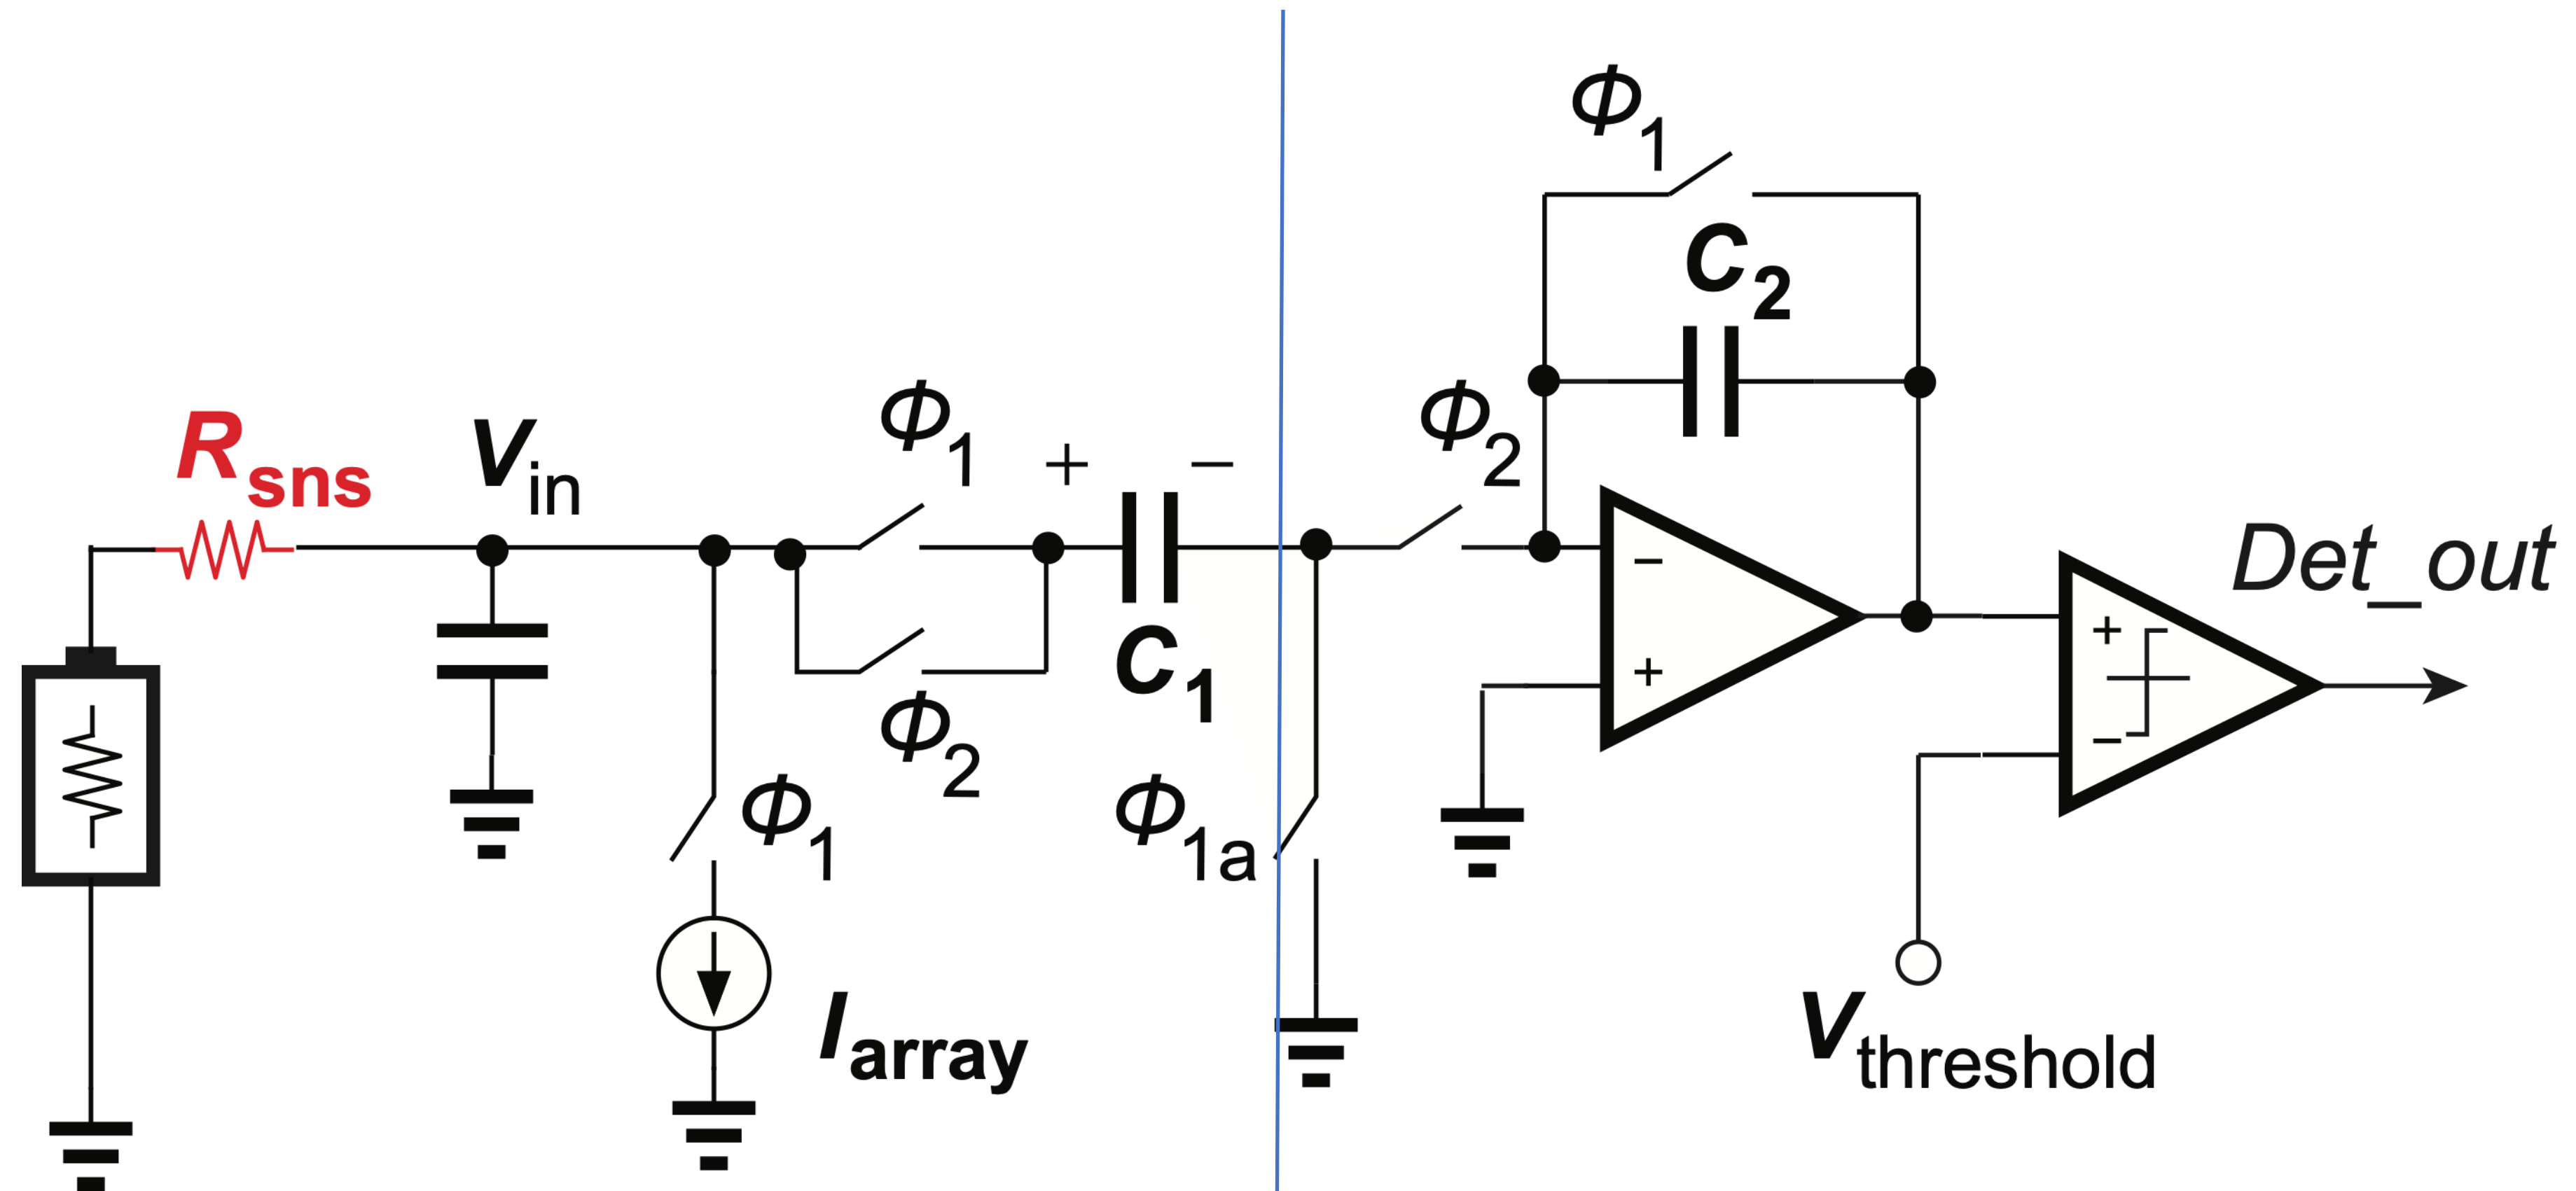 Φ1
C2
Rsns
Vin
Φ1
+ −
Φ2
−
+
C1
Φ2
Φ1
Φ1a
Iarray
+
−
Det_out
Vthreshold